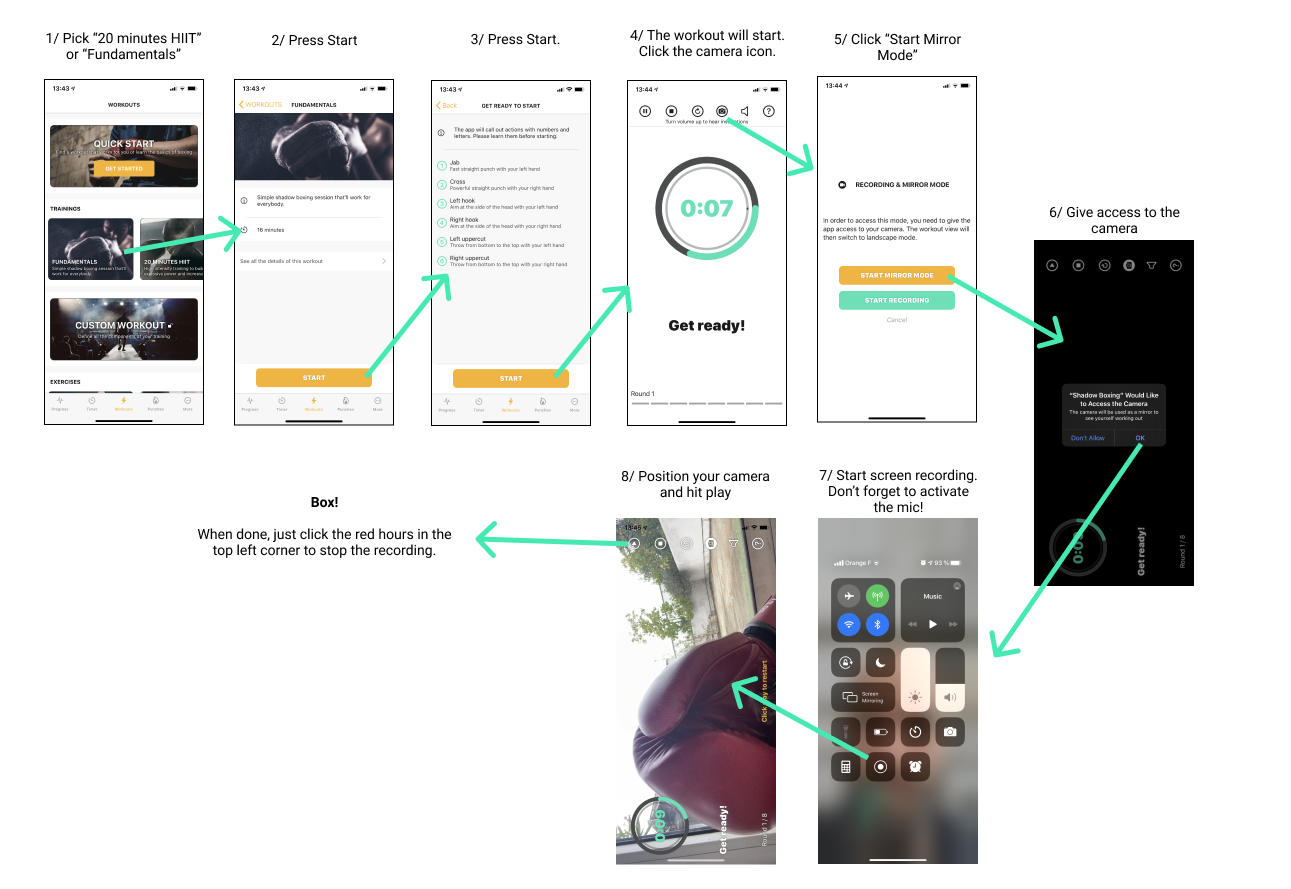 1/ Pick “20 minutes HIIT”
or “Fundamentals”
2/ Press Start
3/ Press Start.
4/ The workout will start.
Click the camera icon.
5/ Click “Start Mirror
Mode”
13:43
WORKOUTS
QUICK START
GET STARTED
TRAININGS
FUNDAMENTALS
Simple shadow boxing session that'll
work for everybody.
20 MINUTES HIIT
High intensity training to
explosive power and
CUSTOM WORKOUT
Define all the components of your training
EXERCISES
Progress
Timer
Workouts
Punches
More
13:43
WORKOUTS
FUNDAMENTALS
Simple shadow boxing session that'll work for
everybody.
16 minutes
See all the details of this workout
START
Progress
Timer
Workouts
Punches
More
13:43
Back
GET READY TO START
The app will call out actions with numbers and
letters. Please learn them before starting.
1 Jab
Fast straight punch with your left hand
2 Cross
Powerful straight punch with your right hand
3 Left hook
Aim at the side of the head with your left hand
4 Right hook
Aim at the side of the head with your right hand
5 Left uppercut
Throw from bottom to the top with your left hand
6 Right uppercut
Throw from bottom to the top with your right hand
START
Progress
Timer
Workouts
Punches
More
13:44
Turn volume up to hear
0:07
Get ready!
Round 1
13:44
RECORDING & MIRROR MODE
In order to access this mode, you need to give the
app access to your camera. The workout view will
then switch to landscape mode.
START MIRROR MODE
START RECORDING
Cancel
6/ Give access to the
camera
“Shadow Boxing” Would Like
to Access the Camera
The camera will be used as a mirror to
see yourself working out
Don't Allow
OK
Get ready!
Round 1 / 8
7/ Start screen recording.
Don’t forget to activate
the mic!
Orange F
93 %
Music
Screen
Mirroring
8/ Position your camera
and hit play
13:45
Click play to restart
0:09
Get ready!
Round 1 / 8
Box!
When done, just click the red hours in the
top left corner to stop the recording.